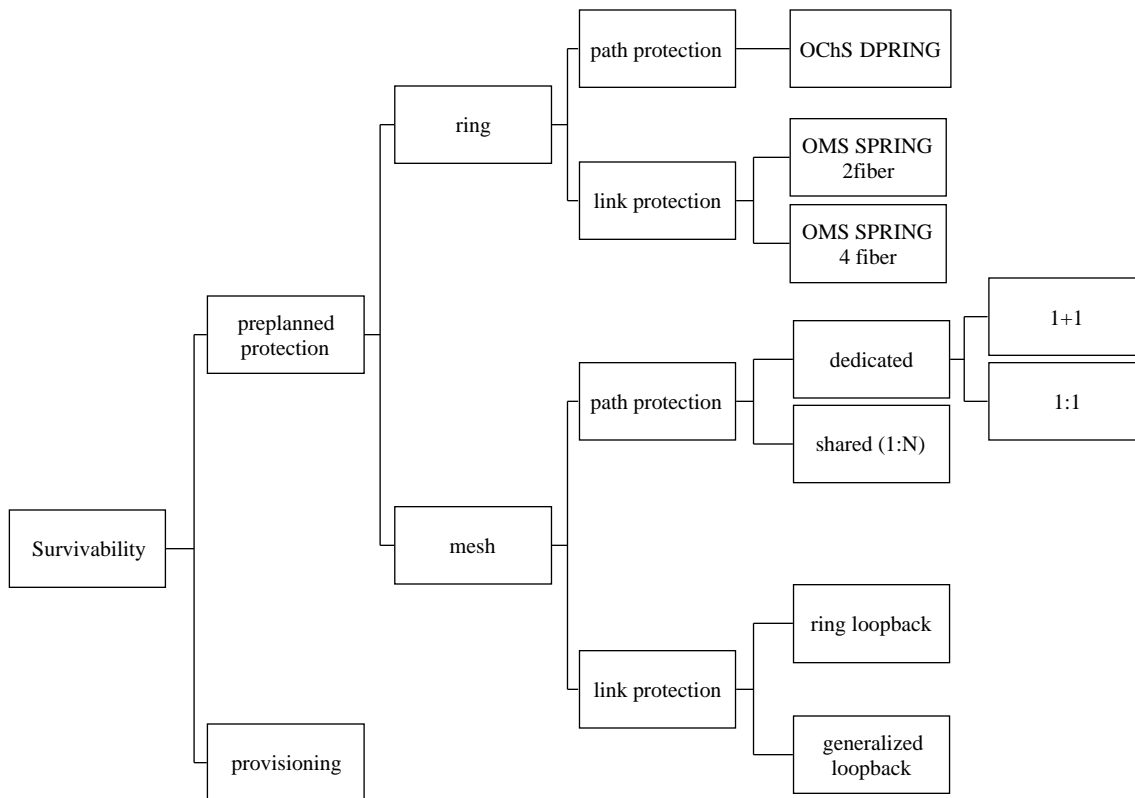 path protection
OChS DPRING
ring
OMS SPRING
2fiber
link protection
OMS SPRING
4 fiber
preplanned
protection
1+1
dedicated
path protection
1:1
shared (1:N)
Survivability
mesh
ring loopback
link protection
provisioning
generalized
loopback